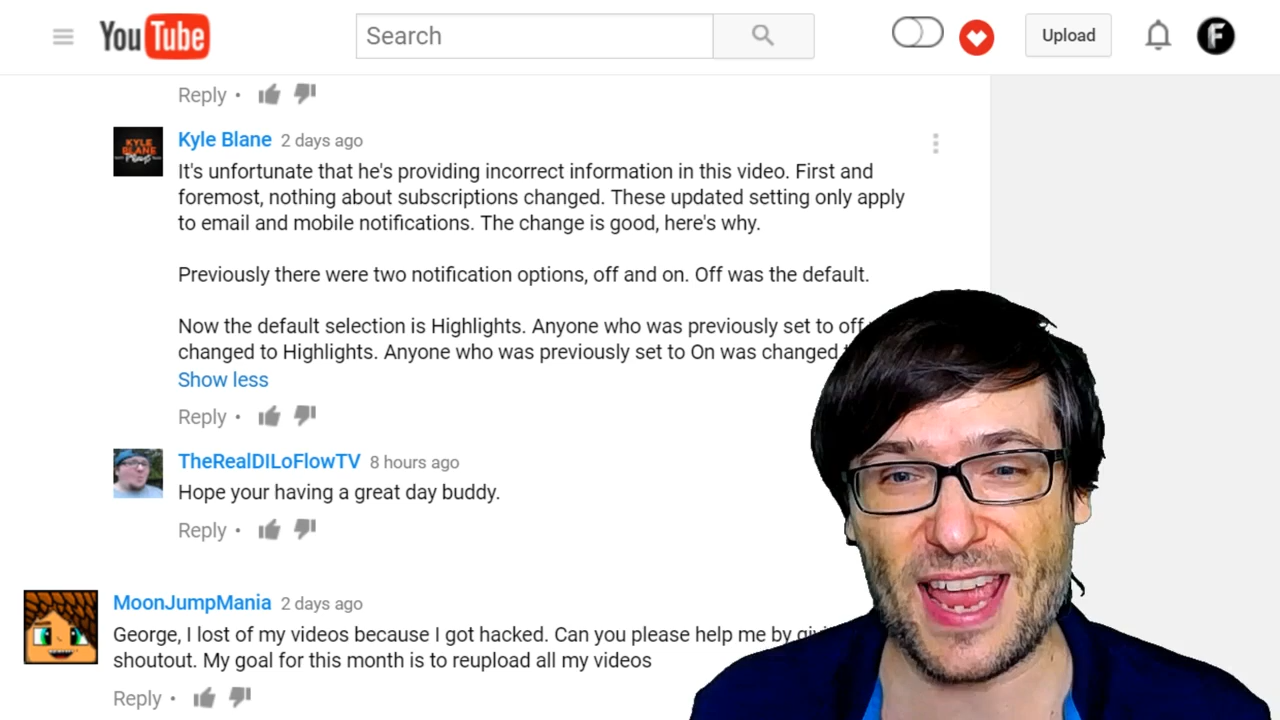 YouTube
Search
Upload
F
Reply •
KYLE
BLANE
Kyle Blane 2 days ago
It's unfortunate that he's providing incorrect information in this video. First and
foremost, nothing about subscriptions changed. These updated setting only apply
to email and mobile notifications. The change is good, here's why.
Previously there were two notification options, off and on. Off was the default.
Now the default selection is Highlights. Anyone who was previously set to off
changed to Highlights. Anyone who was previously set to On was changed
Show less
Reply •
TheRealDILoFlowTV 8 hours ago
Hope your having a great day buddy.
Reply •
MoonJumpMania 2 days ago
George, I lost of my videos because I got hacked. Can you please help me by
shoutout. My goal for this month is to reupload all my videos
Reply •